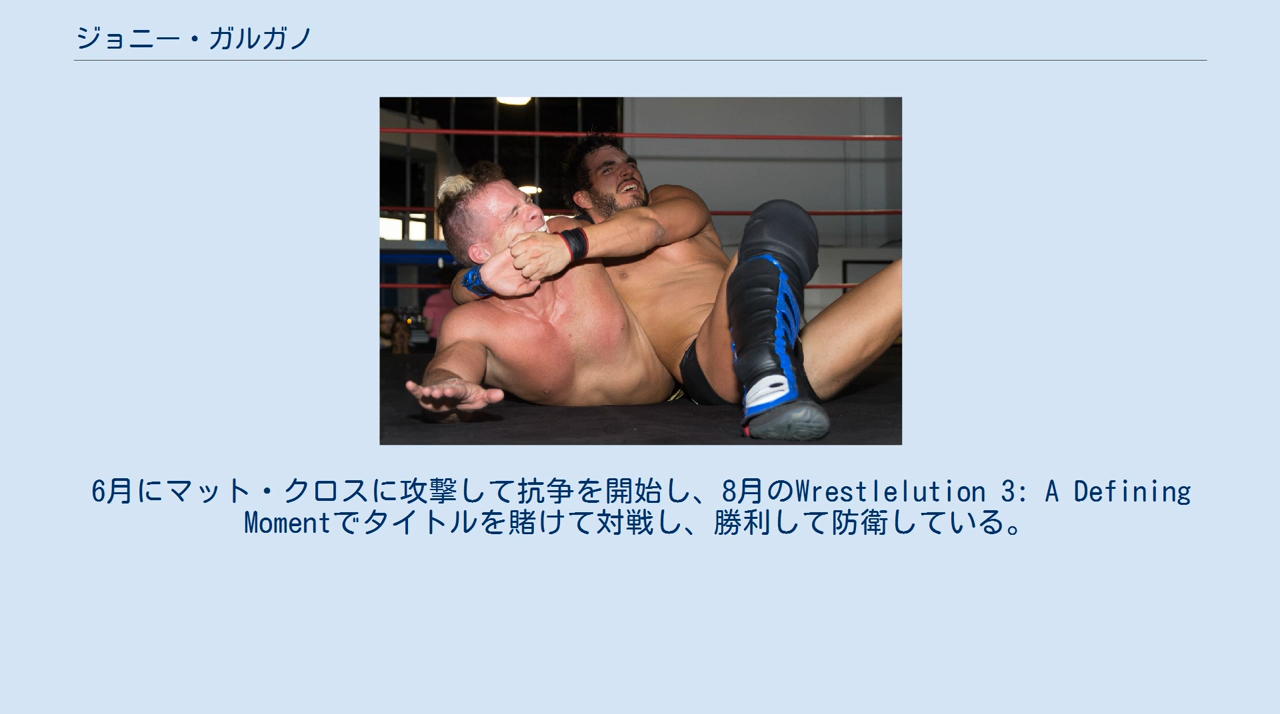 ジョニー・ガルガノ
6月にマット・クロスに攻撃して抗争を開始し、8月のWrestlelution 3: A Defining
Momentでタイトルを賭けて対戦し、勝利して防衛している。